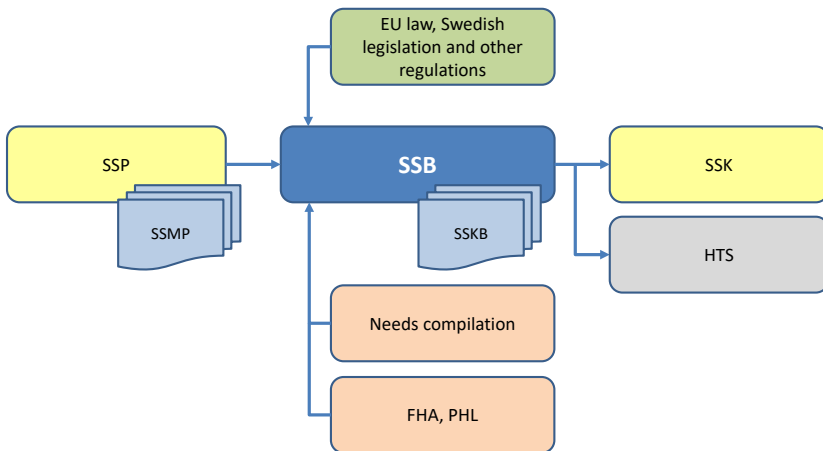 EU law, Swedish
legislation and other
regulations
SSP
SSB
SSK
SSMP
SSKB
HTS
Needs compilation
FHA, PHL